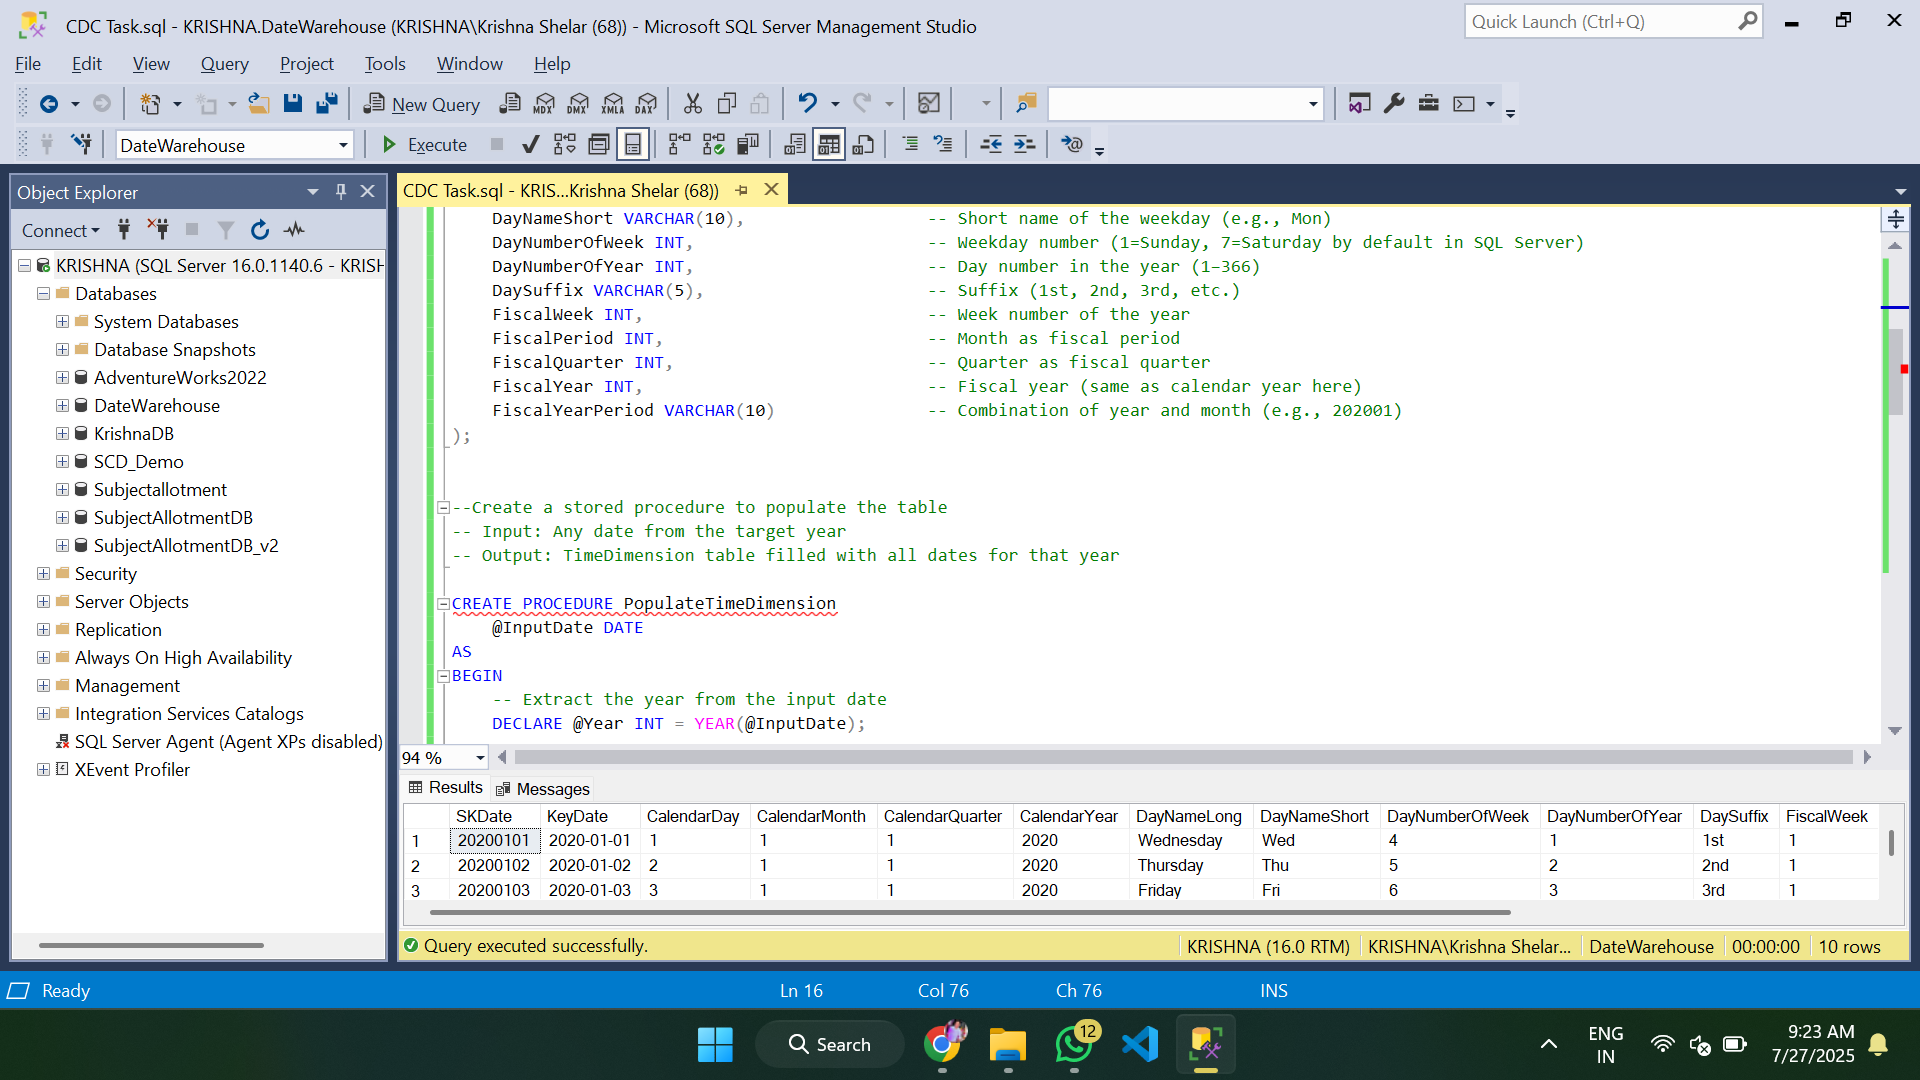 CDC Task.sql - KRISHNA.DateWarehouse (KRISHNA\Krishna Shelar (68)) - Microsoft SQL Server Management Studio
Quick Launch (Ctrl+Q)
File Edit View Query Project Tools Window Help
New Query MDX DMX XMLA DAX
DateWarehouse Execute
Object Explorer
Connect
KRISHNA (SQL Server 16.0.1140.6 - KRISH
Databases
System Databases
Database Snapshots
AdventureWorks2022
DateWarehouse
KrishnaDB
SCD_Demo
Subjectallotment
SubjectAllotmentDB
SubjectAllotmentDB_v2
Security
Server Objects
Replication
Always On High Availability
Management
Integration Services Catalogs
SQL Server Agent (Agent XPs disabled)
XEvent Profiler
CDC Task.sql - KRIS...Krishna Shelar (68))
DayNameShort VARCHAR(10), -- Short name of the weekday (e.g., Mon)
DayNumberOfWeek INT, -- Weekday number (1=Sunday, 7=Saturday by default in SQL Server)
DayNumberOfYear INT, -- Day number in the year (1–366)
DaySuffix VARCHAR(5), -- Suffix (1st, 2nd, 3rd, etc.)
FiscalWeek INT, -- Week number of the year
FiscalPeriod INT, -- Month as fiscal period
FiscalQuarter INT, -- Quarter as fiscal quarter
FiscalYear INT, -- Fiscal year (same as calendar year here)
FiscalYearPeriod VARCHAR(10) -- Combination of year and month (e.g., 202001)
);
--Create a stored procedure to populate the table
-- Input: Any date from the target year
-- Output: TimeDimension table filled with all dates for that year
CREATE PROCEDURE PopulateTimeDimension
@InputDate DATE
AS
BEGIN
-- Extract the year from the input date
DECLARE @Year INT = YEAR(@InputDate);
94 %
Results Messages
SKDate KeyDate CalendarDay CalendarMonth CalendarQuarter CalendarYear DayNameLong DayNameShort DayNumberOfWeek DayNumberOfYear DaySuffix FiscalWeek
1 20200101 2020-01-01 1 1 1 2020 Wednesday Wed 4 1 1st 1
2 20200102 2020-01-02 2 1 1 2020 Thursday Thu 5 2 2nd 1
3 20200103 2020-01-03 3 1 1 2020 Friday Fri 6 3 3rd 1
Query executed successfully. KRISHNA (16.0 RTM) KRISHNA\Krishna Shelar... DateWarehouse 00:00:00 10 rows
Ready Ln 16 Col 76 Ch 76 INS
Search 12 ENG IN 9:23 AM 7/27/2025